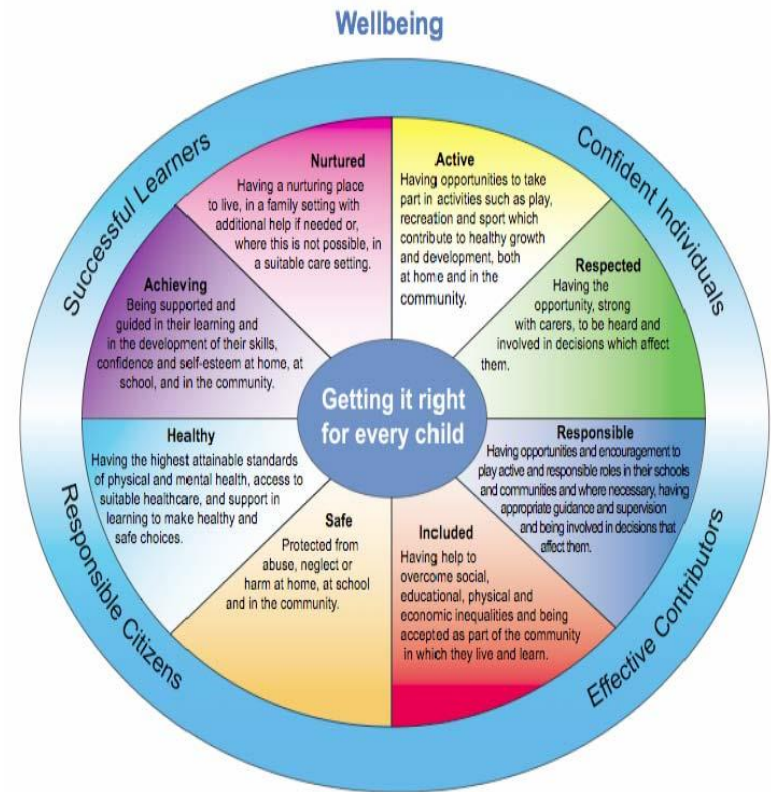 Wellbeing
Successful Learners
Confident Individuals
Nurtured
Having a nurturing place
to live, in a family setting with
additional help if needed or,
where this is not possible, in
a suitable care setting.
Active
Having opportunities to take
part in activities such as play,
recreation and sport which
contribute to healthy growth
and development, both
at home and in the
community.
Achieving
Being supported and
guided in their learning and
in the development of their skills,
confidence and self-esteem at home, at
school, and in the community.
Respected
Having the
opportunity, strong
with carers, to be heard and
involved in decisions which affect
them.
Getting it right
for every child
Healthy
Having the highest attainable standards
of physical and mental health, access to
suitable healthcare, and support in
learning to make healthy and
safe choices.
Responsible
Having opportunities and encouragement to
play active and responsible roles in their schools
and communities and where necessary, having
appropriate guidance and supervision
and being involved in decisions that
affect them.
Safe
Protected from
abuse, neglect or
harm at home, at school
and in the community.
Included
Having help to
overcome social,
educational, physical and
economic inequalities and being
accepted as part of the community
in which they live and learn.
Responsible Citizens
Effective Contributors